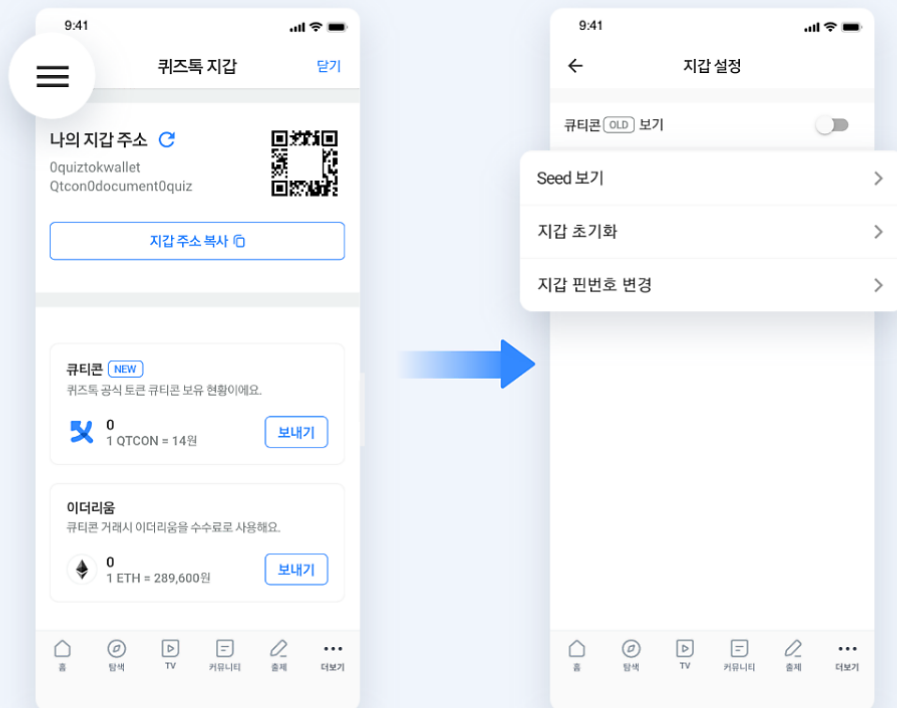 9:41
퀴즈톡 지갑
닫기
나의 지갑 주소
0quiztokwallet
Qtcon0document0quiz
지갑 주소 복사
큐티콘 NEW
퀴즈톡 공식 토큰 큐티콘 보유 현황이에요.
0
1 QTCON = 14원
보내기
이더리움
큐티콘 거래시 이더리움을 수수료로 사용해요.
0
1 ETH = 289,600원
보내기
홈
탐색
TV
커뮤니티
출제
더보기
9:41
지갑 설정
큐티콘 OLD 보기
Seed 보기
지갑 초기화
지갑 핀번호 변경
홈
탐색
TV
커뮤니티
출제
더보기